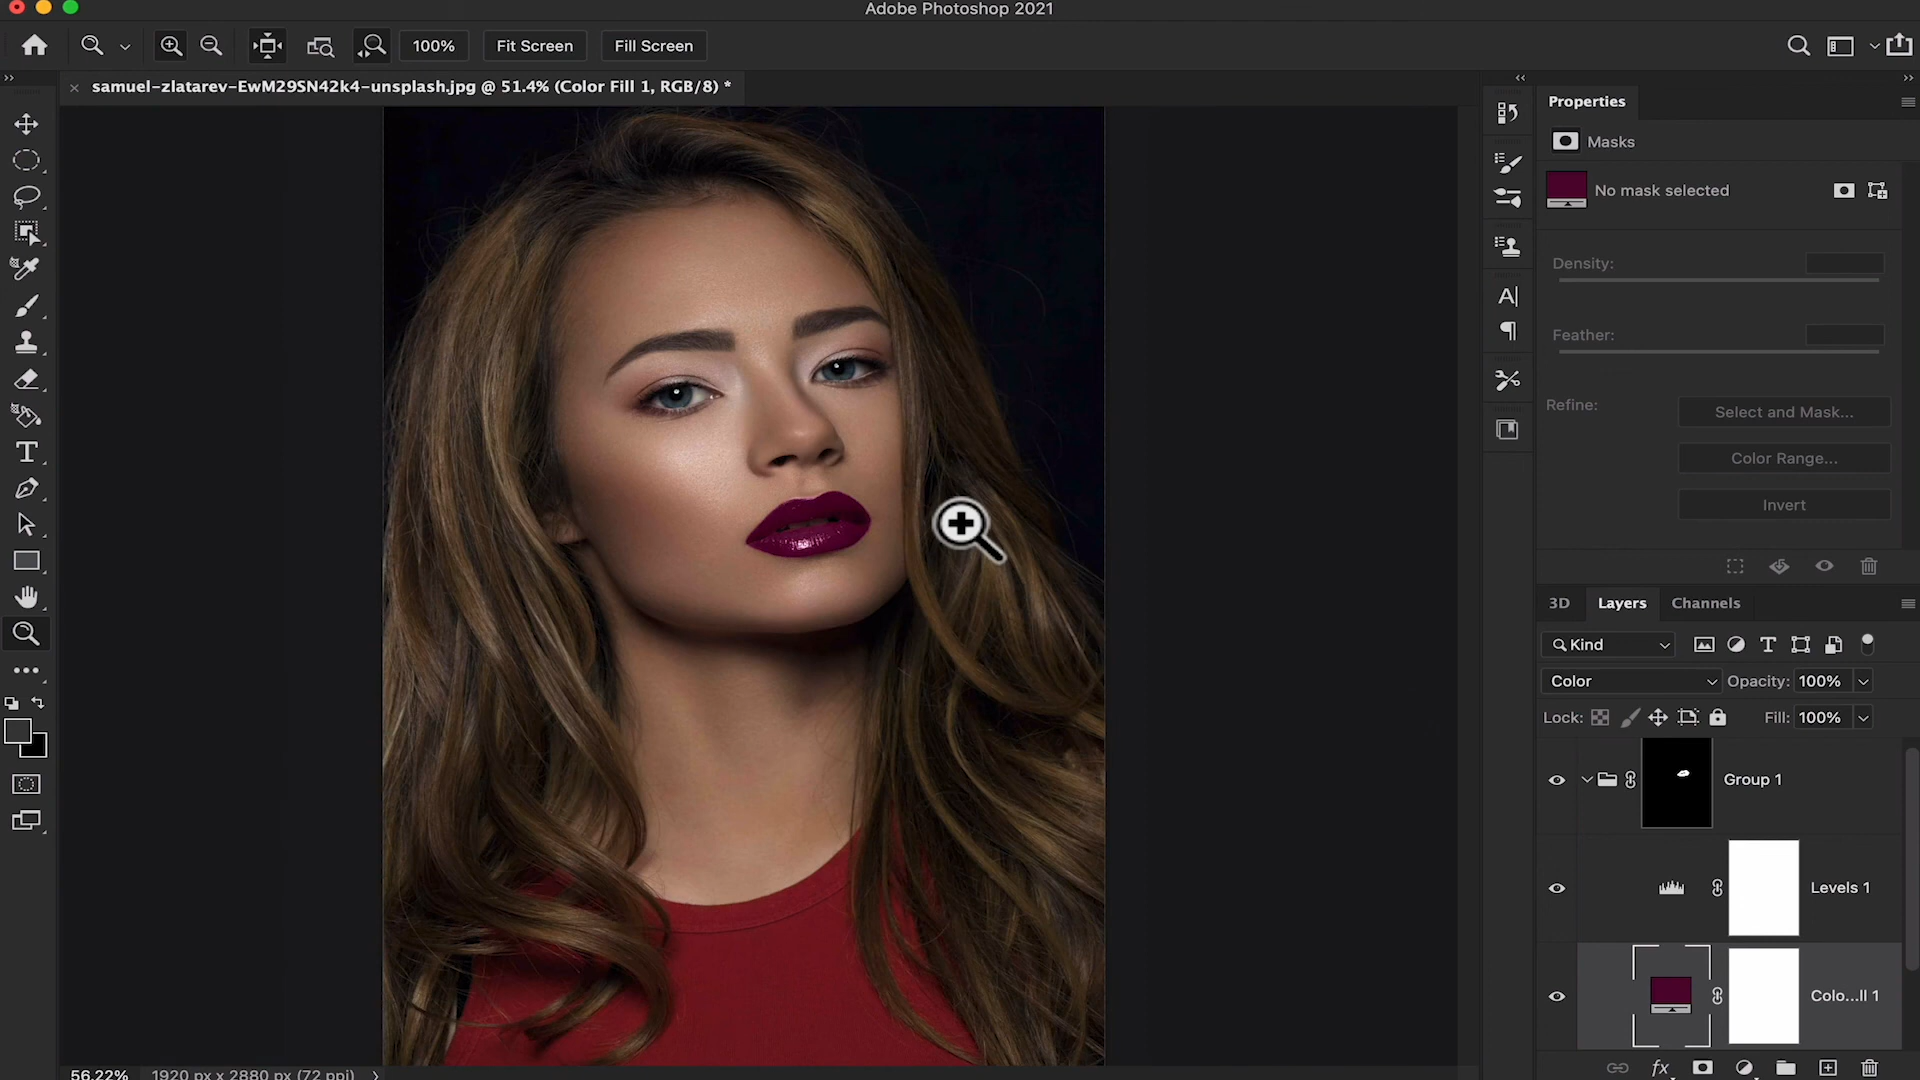 Adobe Photoshop 2021
100%
Fit Screen
Fill Screen
samuel-zlatarev-EwM29SN42k4-unsplash.jpg @ 51.4% (Color Fill 1, RGB/8) *
Properties
Masks
No mask selected
Density:
Feather:
Refine:
Select and Mask...
Color Range...
Invert
3D
Layers
Channels
Kind
Color
Opacity: 100%
Lock:
Fill: 100%
Group 1
Levels 1
Colo...ll 1
56.22%
1920 px x 2880 px (72 ppi)